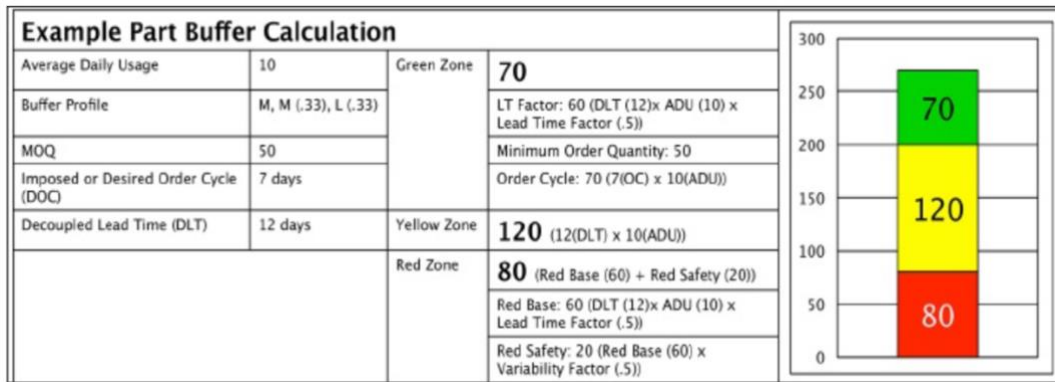 Example Part Buffer Calculation
Average Daily Usage
10
Green Zone
70
Buffer Profile
M, M (.33), L (.33)
LT Factor: 60 (DLT (12)x ADU (10) x
Lead Time Factor (.5))
MOQ
50
Minimum Order Quantity: 50
Imposed or Desired Order Cycle
(DOC)
7 days
Order Cycle: 70 (7(OC) x 10(ADU))
Decoupled Lead Time (DLT)
12 days
Yellow Zone
120 (12(DLT) x 10(ADU))
Red Zone
80 (Red Base (60) + Red Safety (20))
Red Base: 60 (DLT (12)x ADU (10) x
Lead Time Factor (.5))
Red Safety: 20 (Red Base (60) x
Variability Factor (.5))
300
250
200
150
100
50
0
70
120
80